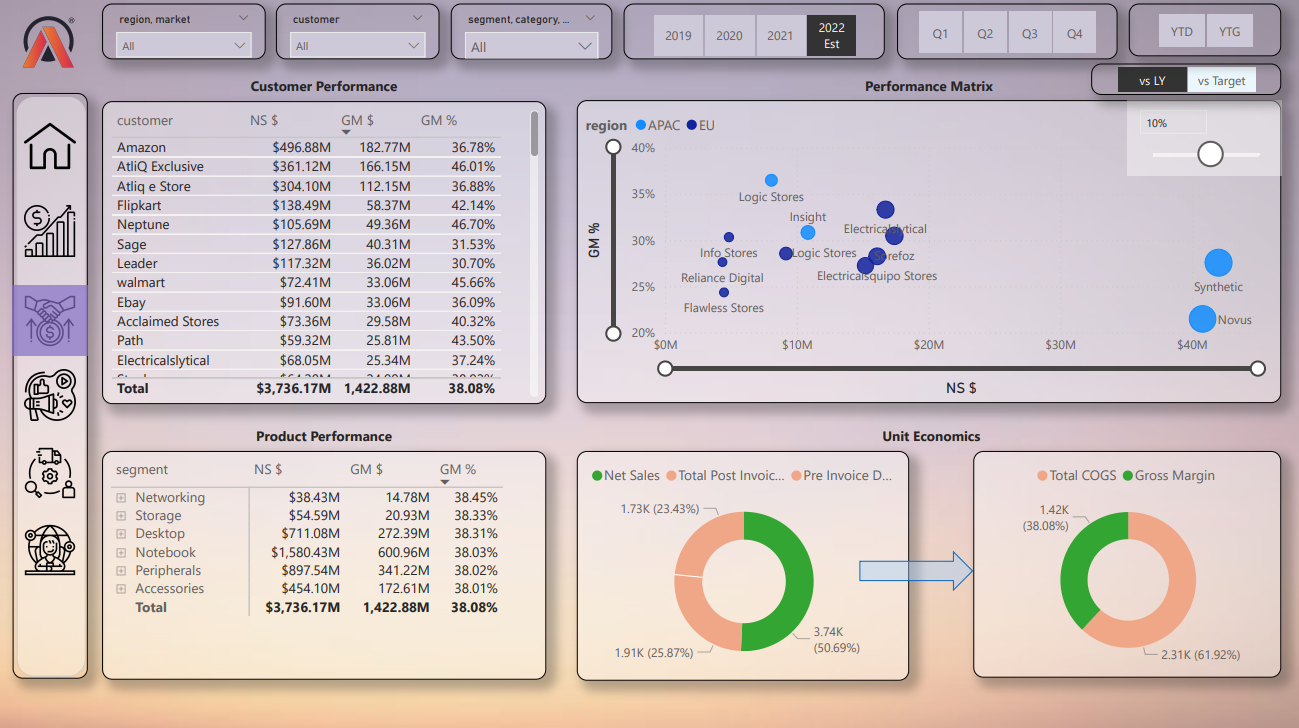 region, market
All
customer
All
segment, category, ...
All
2019
2020
2021
2022
Est
Q1
Q2
Q3
Q4
YTD
YTG
vs LY
vs Target
Customer Performance
customer NS $ GM $ GM %
Amazon $496.88M 182.77M 36.78%
AtliQ Exclusive $361.12M 166.15M 46.01%
Atliq e Store $304.10M 112.15M 36.88%
Flipkart $138.49M 58.37M 42.14%
Neptune $105.69M 49.36M 46.70%
Sage $127.86M 40.31M 31.53%
Leader $117.32M 36.02M 30.70%
walmart $72.41M 33.06M 45.66%
Ebay $91.60M 33.06M 36.09%
Acclaimed Stores $73.36M 29.58M 40.32%
Path $59.32M 25.81M 43.50%
Electricalslytical $68.05M 25.34M 37.24%
Total $3,736.17M 1,422.88M 38.08%
Performance Matrix
region APAC EU
10%
GM %
40%
35%
30%
25%
20%
Logic Stores
Insight
Electricalslytical
Info Stores
Logic Stores
Sorefoz
Reliance Digital
Electricalsquipo Stores
Flawless Stores
Synthetic
Novus
$0M $10M $20M $30M $40M
NS $
Product Performance
segment NS $ GM $ GM %
Networking $38.43M 14.78M 38.45%
Storage $54.59M 20.93M 38.33%
Desktop $711.08M 272.39M 38.31%
Notebook $1,580.43M 600.96M 38.03%
Peripherals $897.54M 341.22M 38.02%
Accessories $454.10M 172.61M 38.01%
Total $3,736.17M 1,422.88M 38.08%
Unit Economics
Net Sales Total Post Invoic... Pre Invoice D...
1.73K (23.43%)
3.74K
(50.69%)
1.91K (25.87%)
Total COGS Gross Margin
1.42K
(38.08%)
2.31K (61.92%)